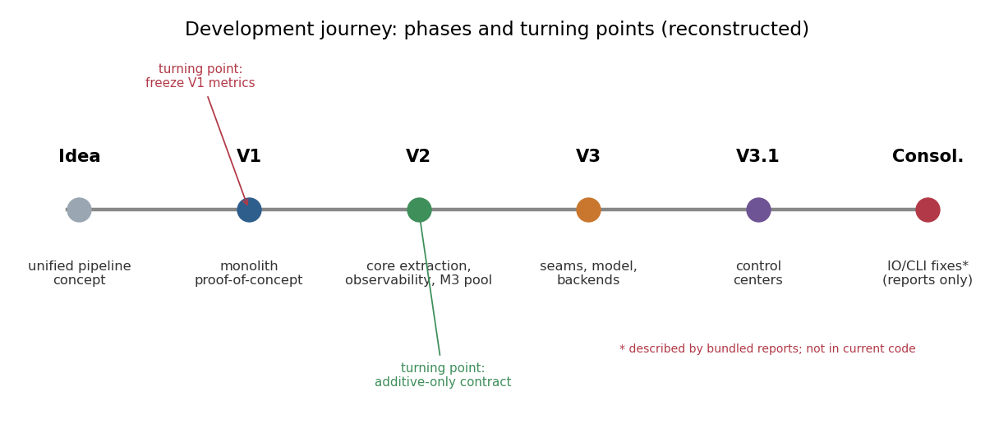 Development journey: phases and turning points (reconstructed)
turning point:
freeze V1 metrics
Idea
V1
V2
V3
V3.1
Consol.
unified pipeline
concept
monolith
proof-of-concept
core extraction,
observability, M3 pool
seams, model,
backends
control
centers
IO/CLI fixes*
(reports only)
* described by bundled reports; not in current code
turning point:
additive-only contract